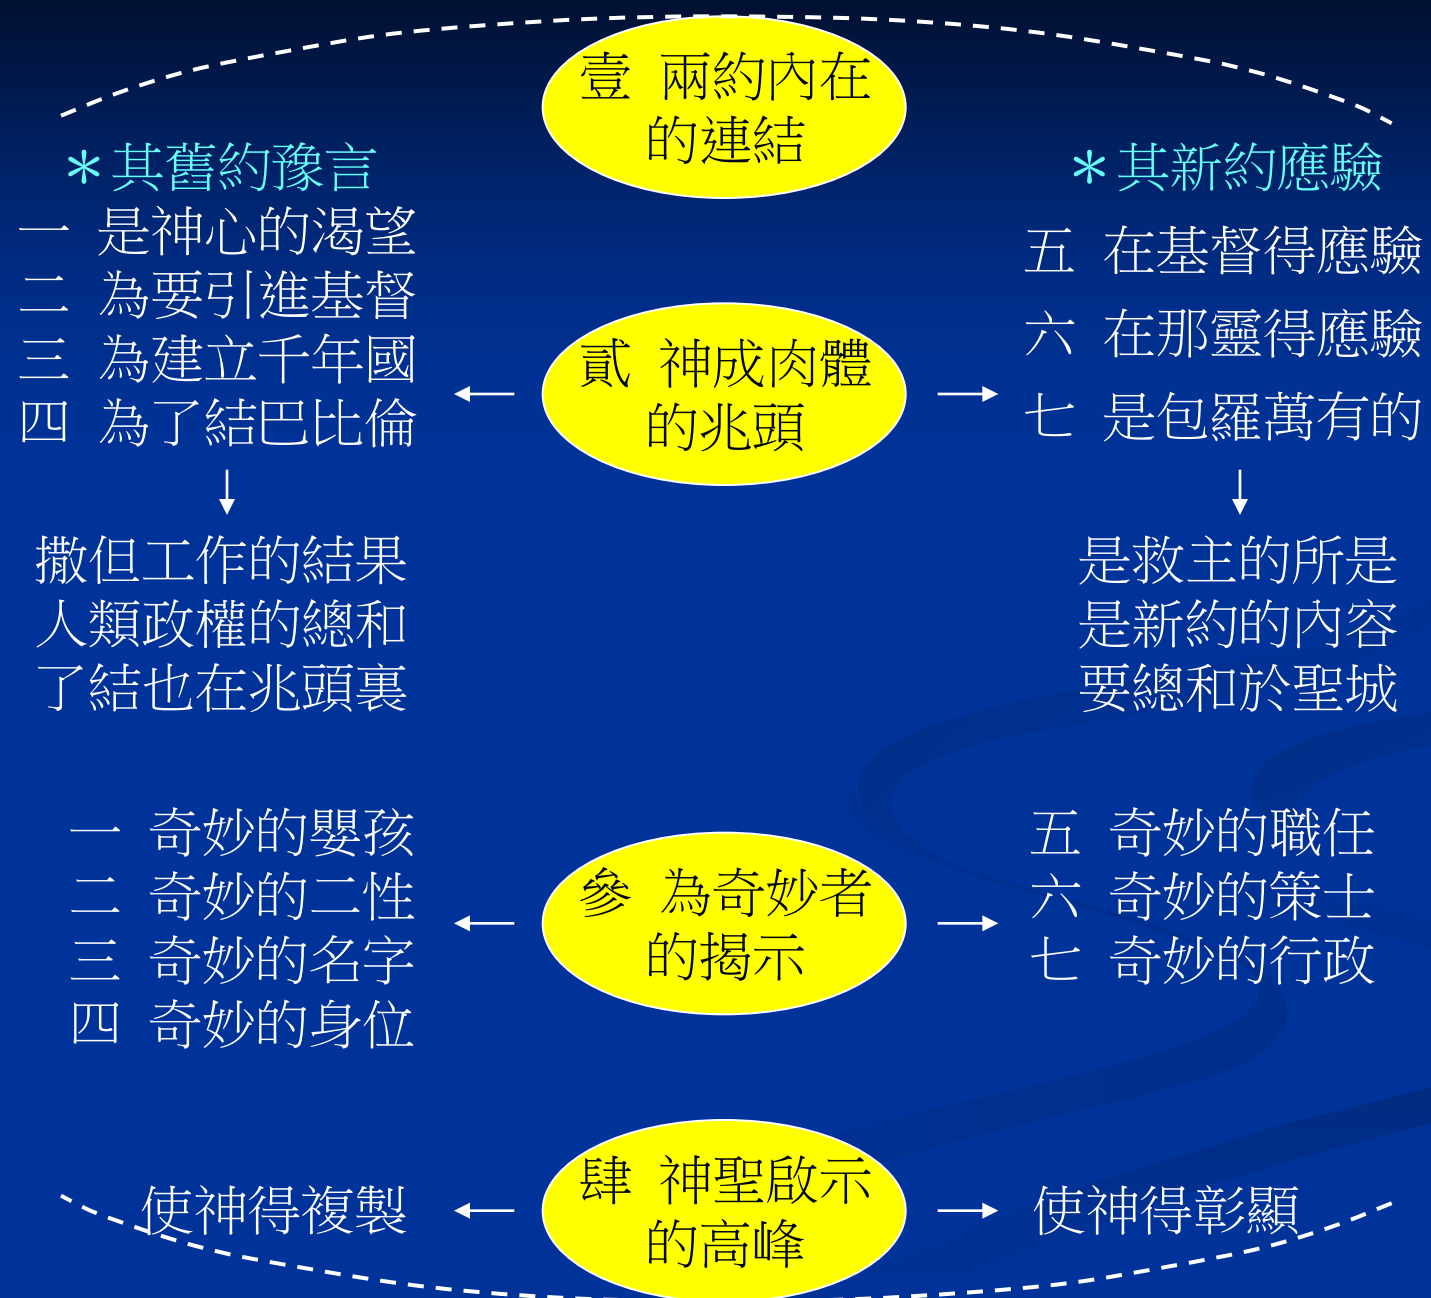 壹 兩約內在
的連結
＊其舊約豫言
一 是神心的渴望
二 為要引進基督
三 為建立千年國
四 為了結巴比倫
撒但工作的結果
人類政權的總和
了結也在兆頭裏
貳 神成肉體
的兆頭
＊其新約應驗
五 在基督得應驗
六 在那靈得應驗
七 是包羅萬有的
是救主的所是
是新約的內容
要總和於聖城
一 奇妙的嬰孩
二 奇妙的二性
三 奇妙的名字
四 奇妙的身位
參 為奇妙者
的揭示
五 奇妙的職任
六 奇妙的策士
七 奇妙的行政
使神得複製
肆 神聖啟示
的高峰
使神得彰顯